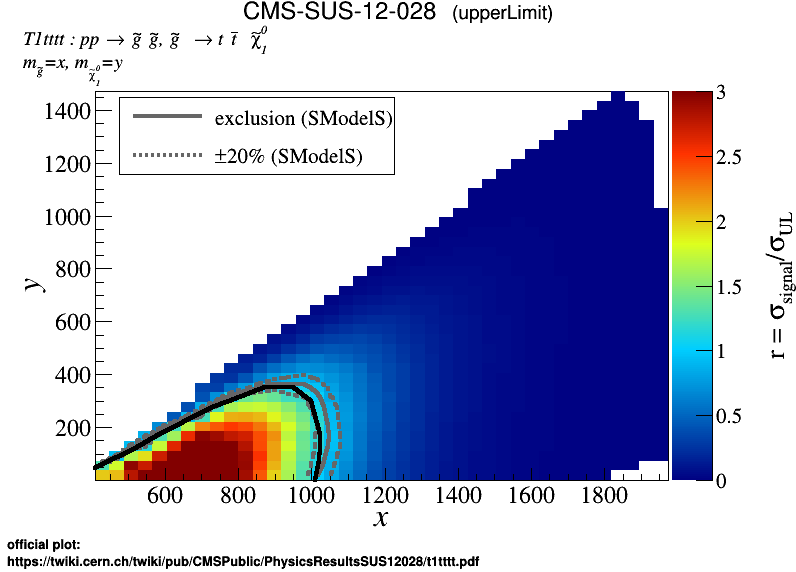 CMS-SUS-12-028 (upperLimit)
T1tttt : pp → g̃ g̃, g̃ → t t̄ χ̃₁⁰
m_g̃=x, m_χ̃₁⁰=y
exclusion (SModelS)
±20% (SModelS)
1400
1200
1000
800
600
400
200
y
600 800 1000 1200 1400 1600 1800
x
3
2.5
2
1.5
1
0.5
0
r = σ_signal/σ_UL
official plot:
https://twiki.cern.ch/twiki/pub/CMSPublic/PhysicsResultsSUS12028/t1tttt.pdf